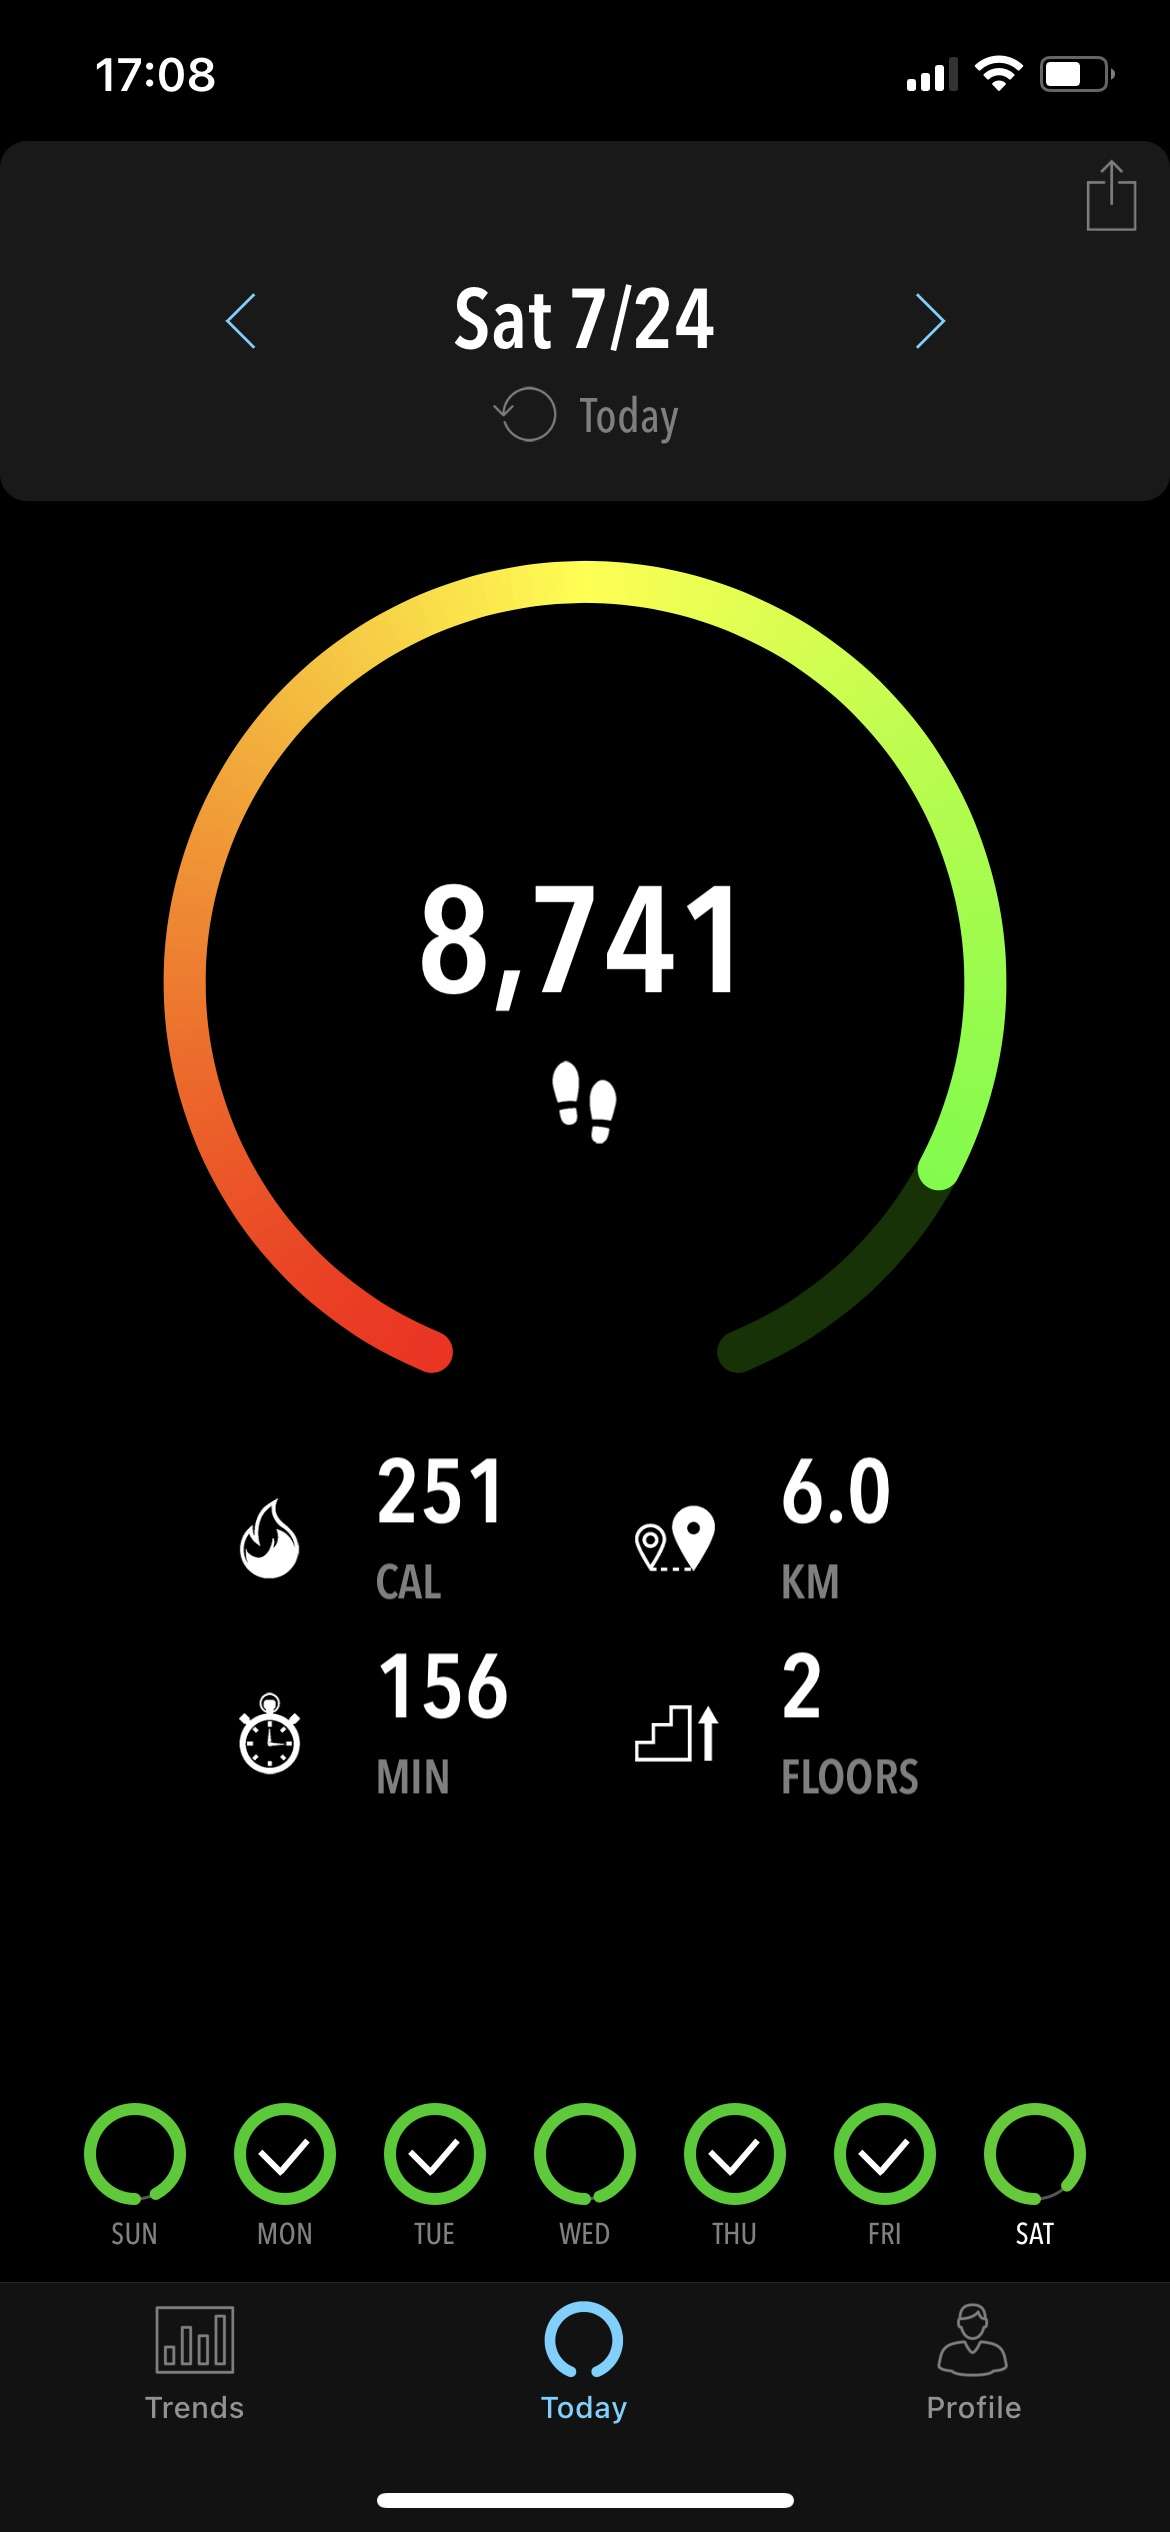 17:08
Sat 7/24
Today
8,741
251
CAL
6.0
KM
156
MIN
2
FLOORS
SUN MON TUE WED THU FRI SAT
Trends Today Profile